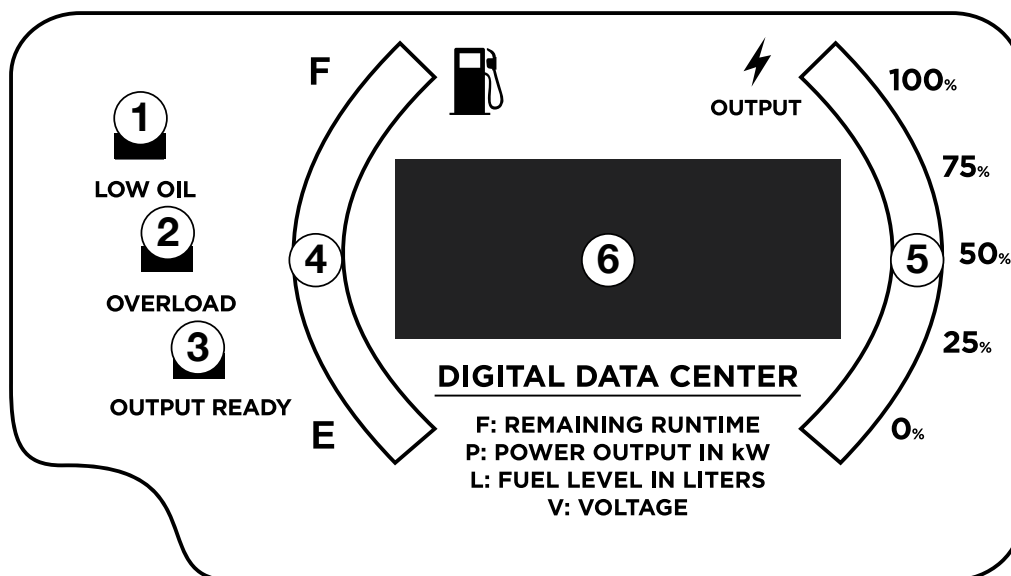 F
OUTPUT
100%
1
LOW OIL
75%
2
OVERLOAD
4
6
5
50%
3
OUTPUT READY
25%
E
0%
DIGITAL DATA CENTER
F: REMAINING RUNTIME
P: POWER OUTPUT IN kW
L: FUEL LEVEL IN LITERS
V: VOLTAGE